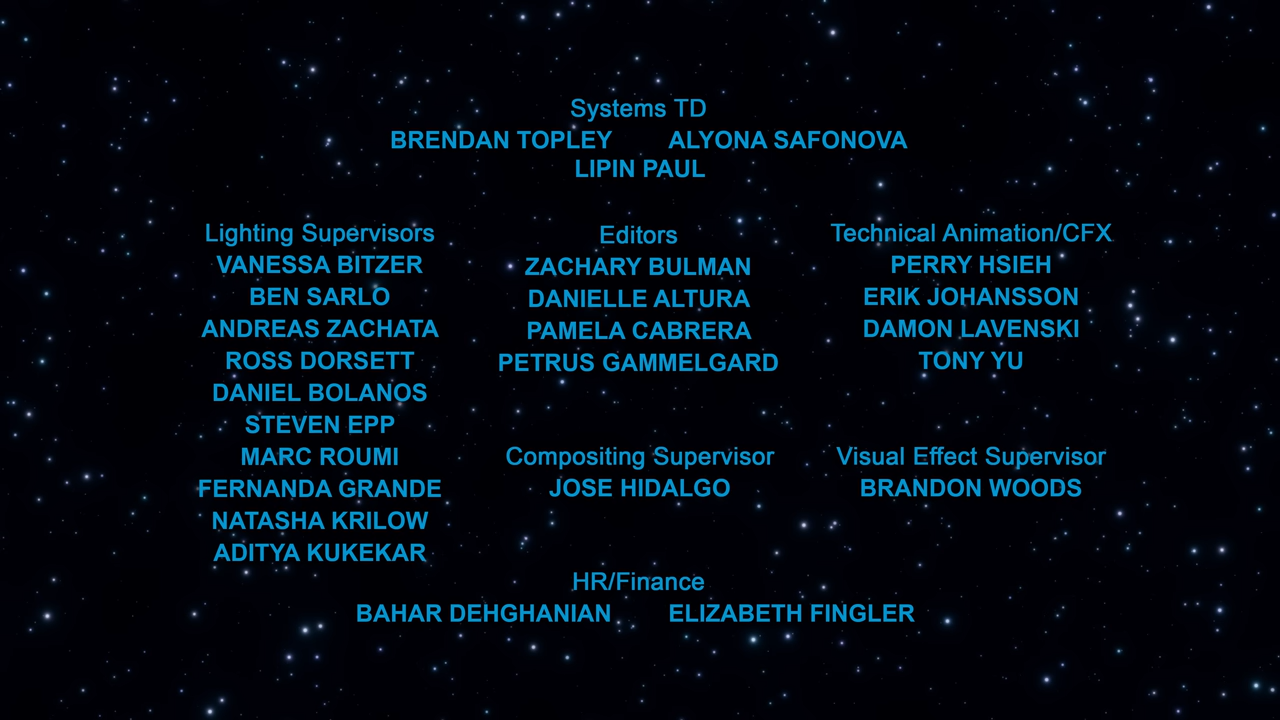 Systems TD
BRENDAN TOPLEY ALYONA SAFONOVA
LIPIN PAUL
Lighting Supervisors
VANESSA BITZER
BEN SARLO
ANDREAS ZACHATA
ROSS DORSETT
DANIEL BOLANOS
STEVEN EPP
MARC ROUMI
FERNANDA GRANDE
NATASHA KRILOW
ADITYA KUKEKAR
Editors
ZACHARY BULMAN
DANIELLE ALTURA
PAMELA CABRERA
PETRUS GAMMELGARD
Technical Animation/CFX
PERRY HSIEH
ERIK JOHANSSON
DAMON LAVENSKI
TONY YU
Compositing Supervisor
JOSE HIDALGO
Visual Effect Supervisor
BRANDON WOODS
HR/Finance
BAHAR DEHGHANIAN ELIZABETH FINGLER